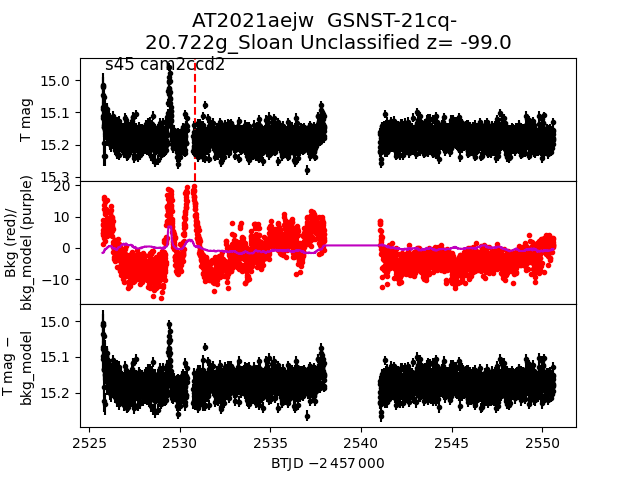 AT2021aejw  GSNST-21cq-
20.722g_Sloan Unclassified z= -99.0
s45 cam2ccd2
15.0
15.1
15.2
15.3
T mag
20
10
0
−10
Bkg (red)/
bkg_model (purple)
15.0
15.1
15.2
T mag −
bkg_model
2525
2530
2535
2540
2545
2550
BTJD −2 457 000